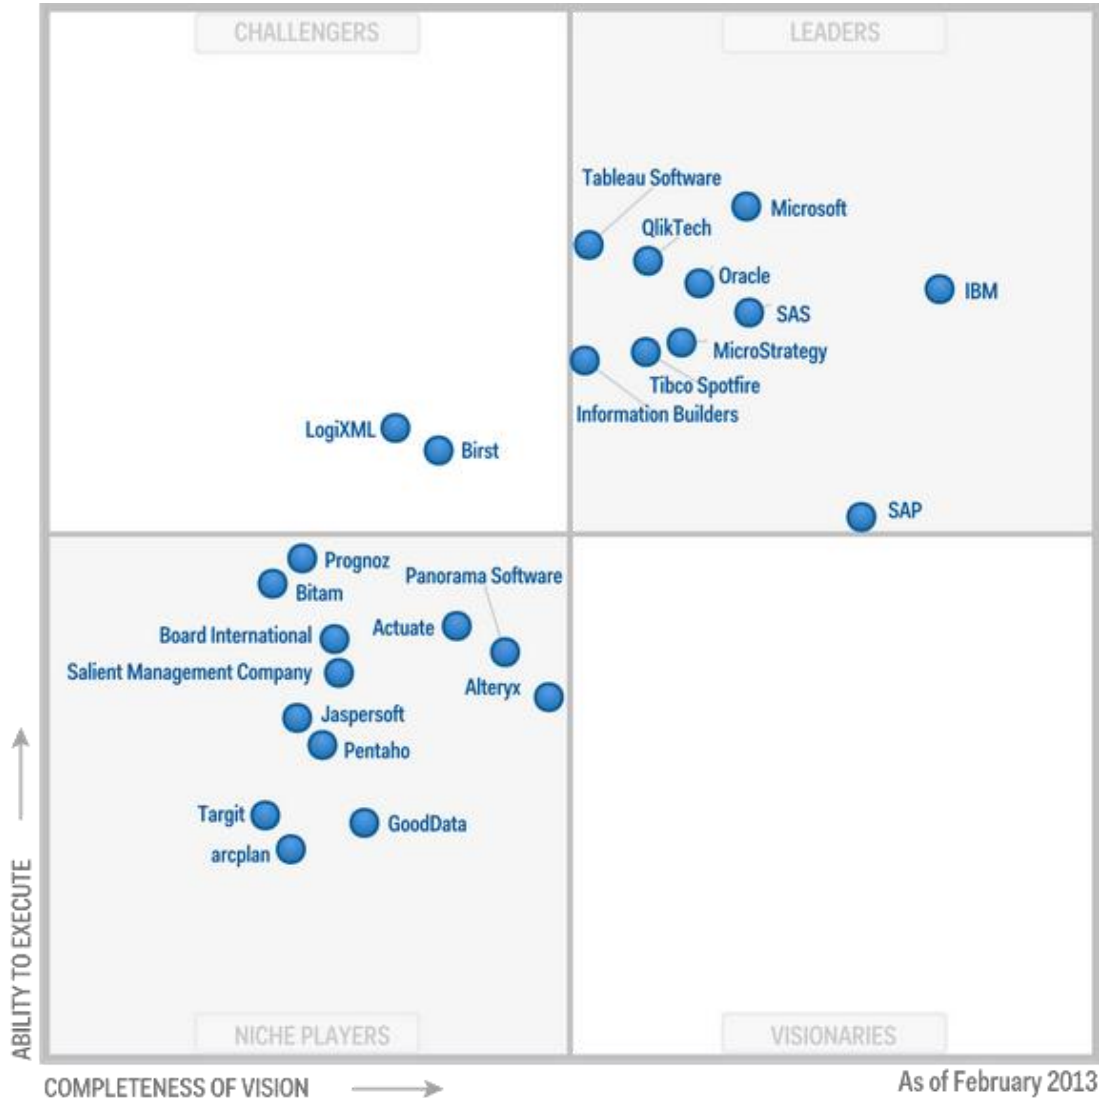 CHALLENGERS
LEADERS
Tableau Software
Microsoft
QlikTech
Oracle
IBM
SAS
MicroStrategy
Tibco Spotfire
Information Builders
LogiXML
Birst
SAP
Prognoz
Panorama Software
Bitam
Actuate
Board International
Salient Management Company
Alteryx
Jaspersoft
Pentaho
Targit
GoodData
arcplan
ABILITY TO EXECUTE
NICHE PLAYERS
VISIONARIES
COMPLETENESS OF VISION
As of February 2013